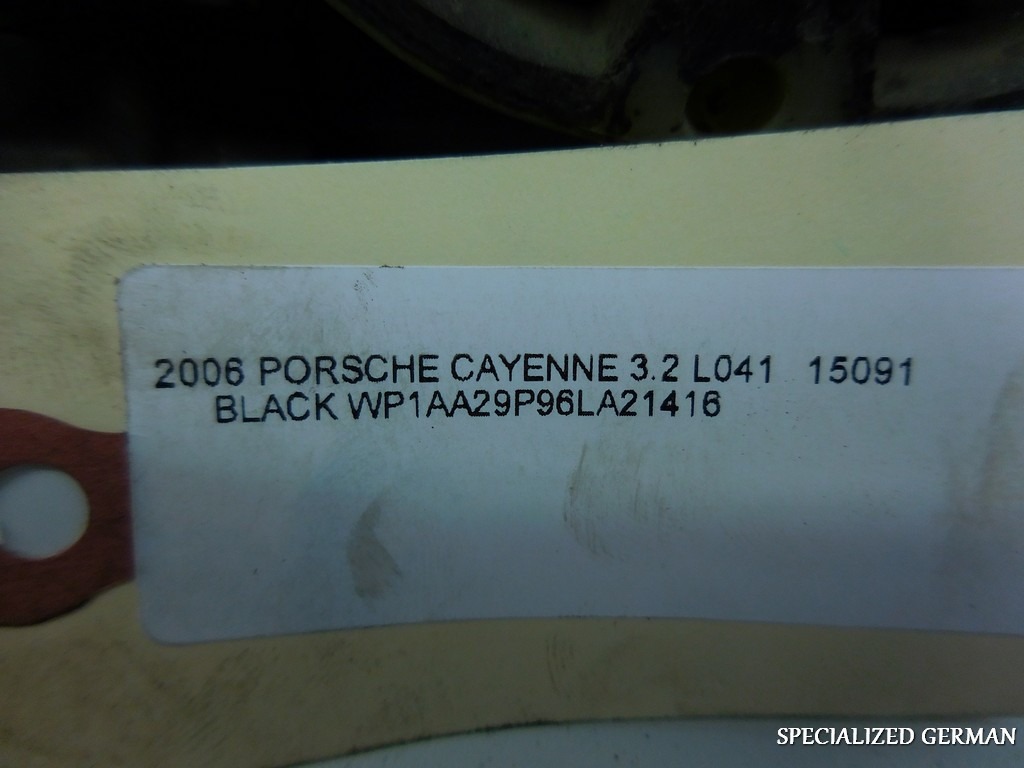 2006 PORSCHE CAYENNE 3.2 L041 15091
BLACK WP1AA29P96LA21416
SPECIALIZED GERMAN